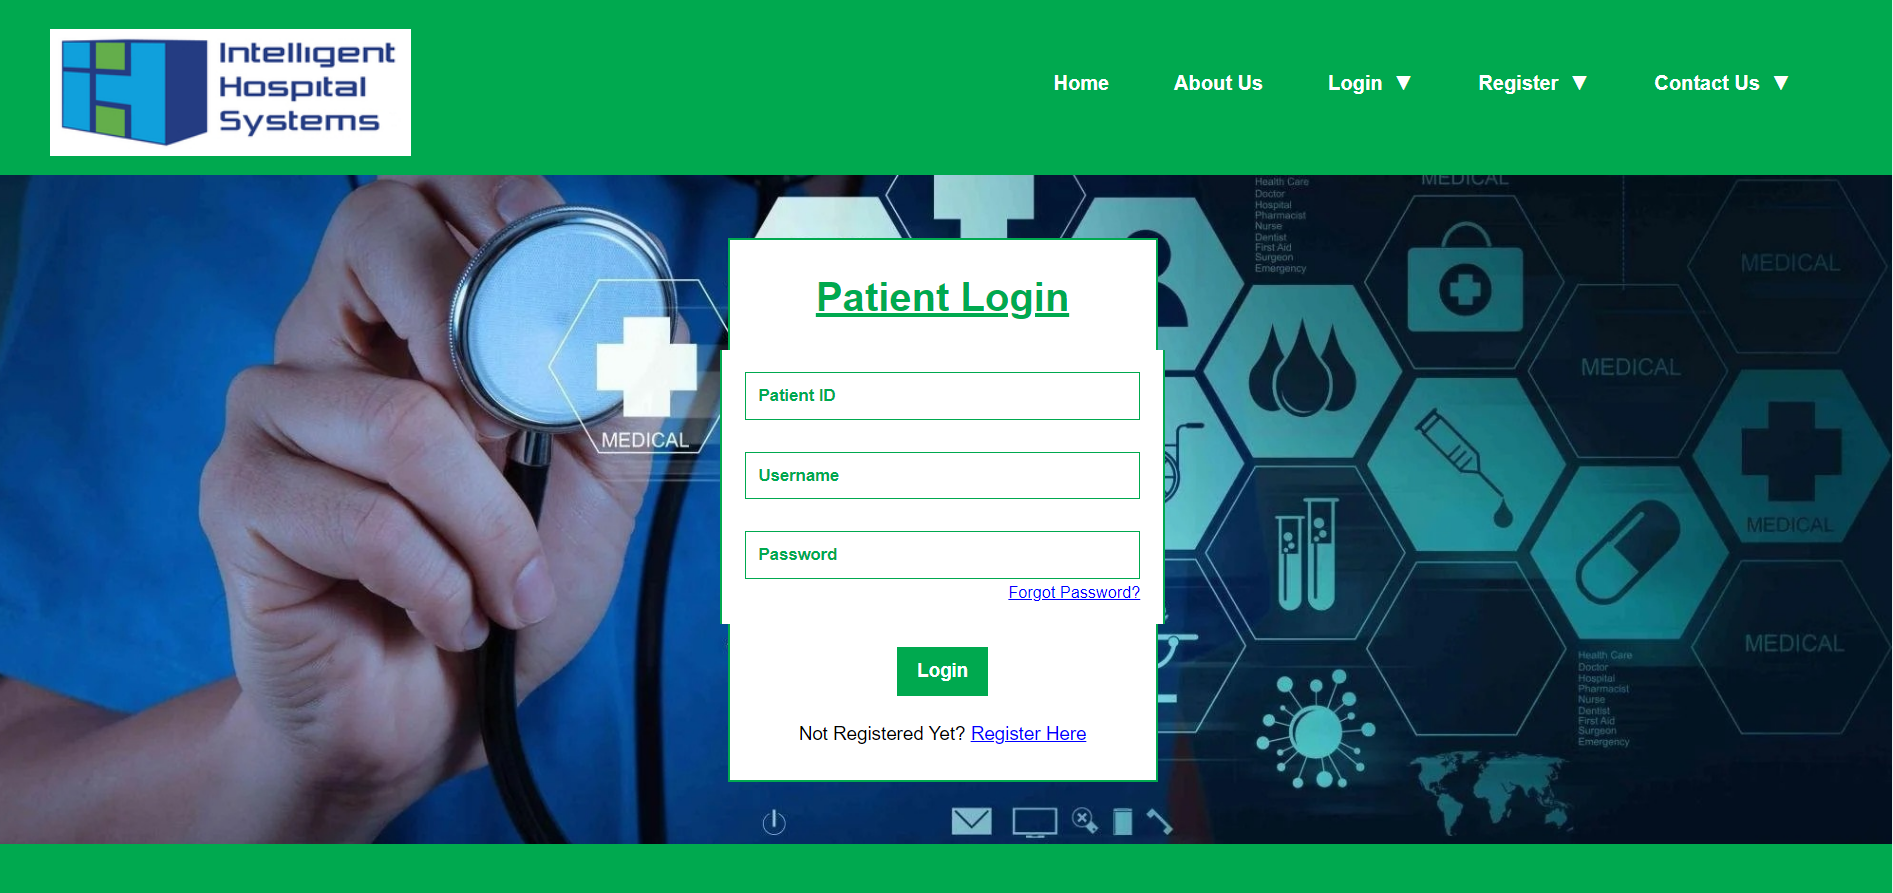 Intelligent
Hospital
Systems
Home
About Us
Login ▼
Register ▼
Contact Us ▼
Health Care
Doctor
Hospital
Pharmacist
Nurse
Dentist
First Aid
Surgeon
Emergency
MEDICAL
MEDICAL
Patient Login
MEDICAL
Patient ID
MEDICAL
Username
MEDICAL
Password
Forgot Password?
MEDICAL
Health Care
Doctor
Hospital
Pharmacist
Nurse
Dentist
First Aid
Surgeon
Emergency
Login
Not Registered Yet? Register Here